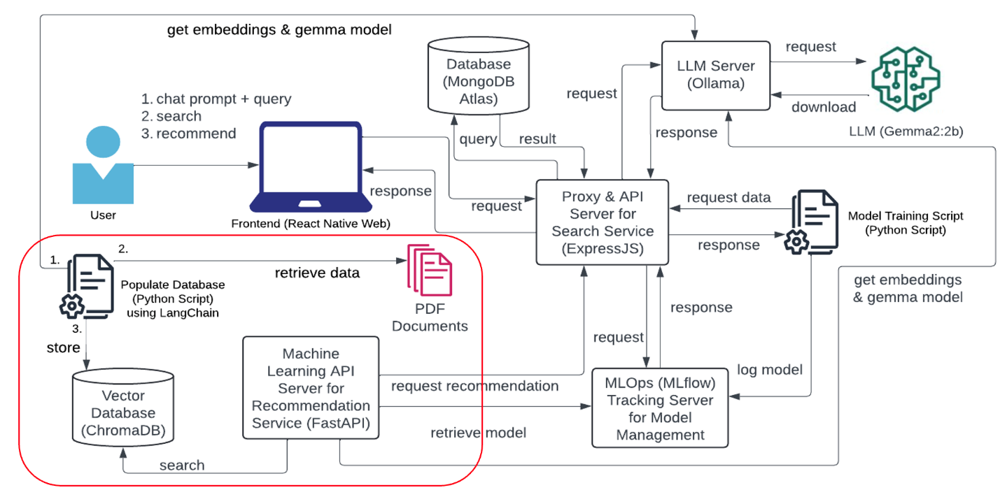 get embeddings & gemma model
1. chat prompt + query
2. search
3. recommend
User
Frontend (React Native Web)
Database
(MongoDB
Atlas)
query
result
request
response
request
response
LLM Server
(Ollama)
request
download
LLM (Gemma2:2b)
Proxy & API
Server for
Search Service
(ExpressJS)
request data
response
Model Training Script
(Python Script)
get embeddings
& gemma model
log model
request
response
MLOps (MLflow)
Tracking Server
for Model
Management
1.
2.
retrieve data
Populate Database
(Python Script)
using LangChain
PDF
Documents
3.
store
Vector
Database
(ChromaDB)
search
Machine
Learning API
Server for
Recommendation
Service (FastAPI)
request recommendation
retrieve model